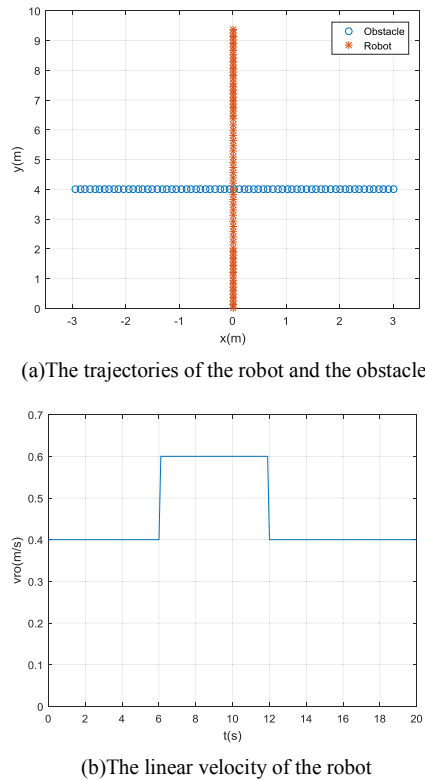 10
9
8
7
6
5
4
3
2
1
0
y(m)
Obstacle
Robot
-3 -2 -1 0 1 2 3
x(m)
(a)The trajectories of the robot and the obstacle
0.7
0.6
0.5
0.4
0.3
0.2
0.1
0
vro(m/s)
0 2 4 6 8 10 12 14 16 18 20
t(s)
(b)The linear velocity of the robot